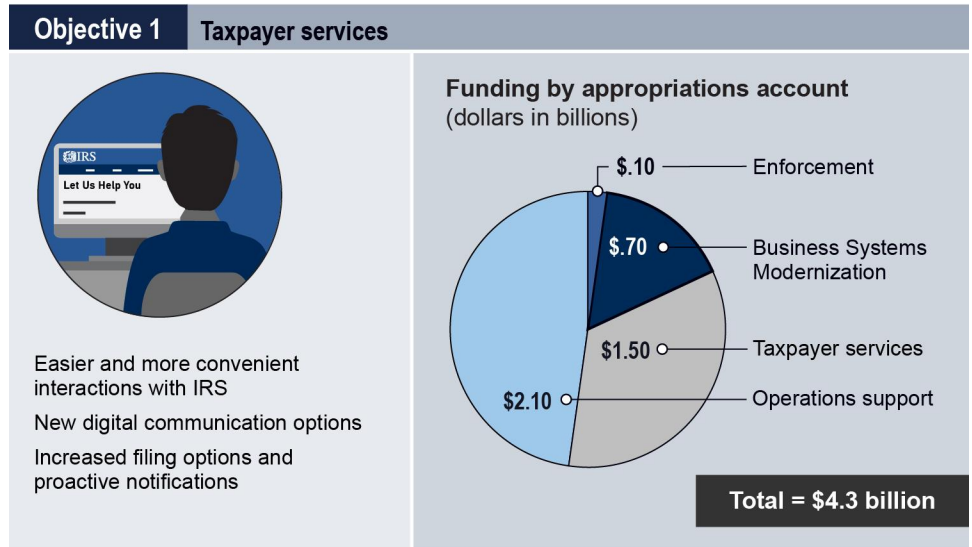 Objective 1
Taxpayer services
IRS
Let Us Help You
Easier and more convenient
interactions with IRS
New digital communication options
Increased filing options and
proactive notifications
Funding by appropriations account
(dollars in billions)
$.10
Enforcement
$.70
Business Systems
Modernization
$1.50
Taxpayer services
$2.10
Operations support
Total = $4.3 billion